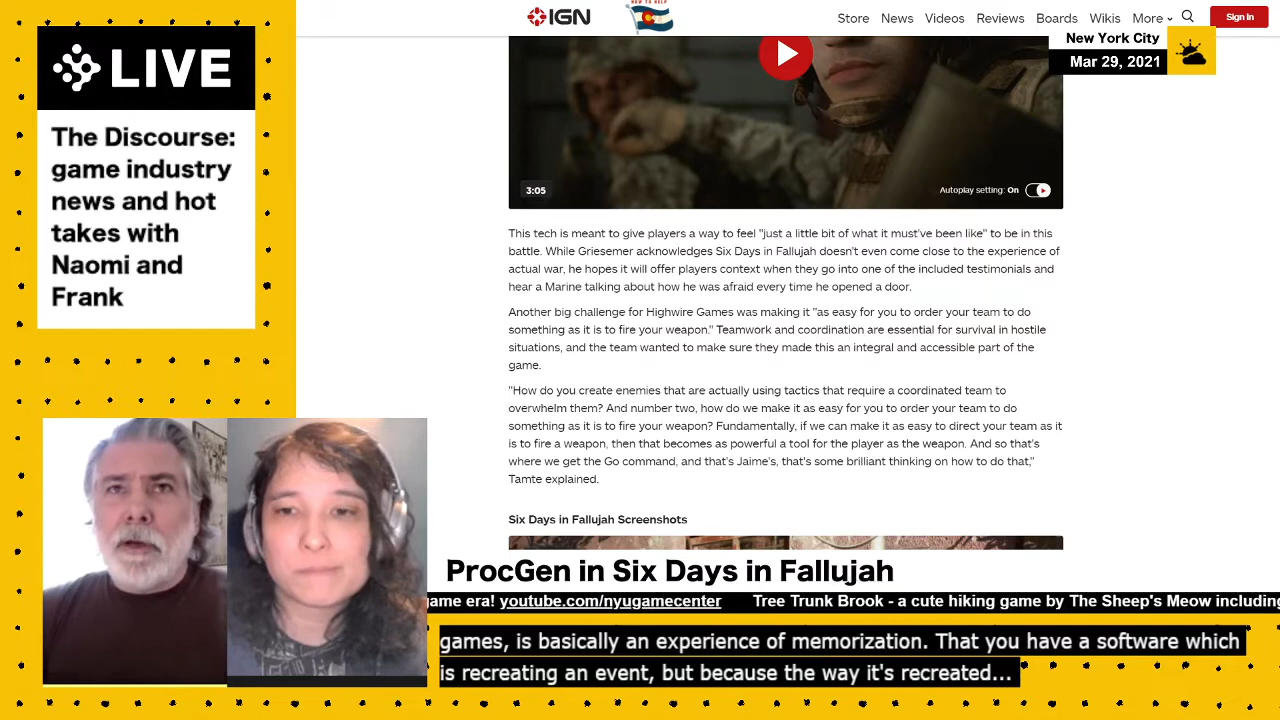 LIVE
The Discourse:
game industry
news and hot
takes with
Naomi and
Frank
HOW TO HELP
IGN
Store News Videos Reviews Boards Wikis More Sign In
New York City
Mar 29, 2021
3:05
Autoplay setting: On
This tech is meant to give players a way to feel "just a little bit of what it must've been like" to be in this
battle. While Griesemer acknowledges Six Days in Fallujah doesn't even come close to the experience of
actual war, he hopes it will offer players context when they go into one of the included testimonials and
hear a Marine talking about how he was afraid every time he opened a door.
Another big challenge for Highwire Games was making it "as easy for you to order your team to do
something as it is to fire your weapon." Teamwork and coordination are essential for survival in hostile
situations, and the team wanted to make sure they made this an integral and accessible part of the
game.
"How do you create enemies that are actually using tactics that require a coordinated team to
overwhelm them? And number two, how do we make it as easy for you to order your team to do
something as it is to fire your weapon? Fundamentally, if we can make it as easy to direct your team as it
is to fire a weapon, then that becomes as powerful a tool for the player as the weapon. And so that's
where we get the Go command, and that's Jaime's, that's some brilliant thinking on how to do that,"
Tamte explained.
Six Days in Fallujah Screenshots
ProcGen in Six Days in Fallujah
game era! youtube.com/nyugamecenter Tree Trunk Brook - a cute hiking game by The Sheep's Meow including
games, is basically an experience of memorization. That you have a software which
is recreating an event, but because the way it's recreated...